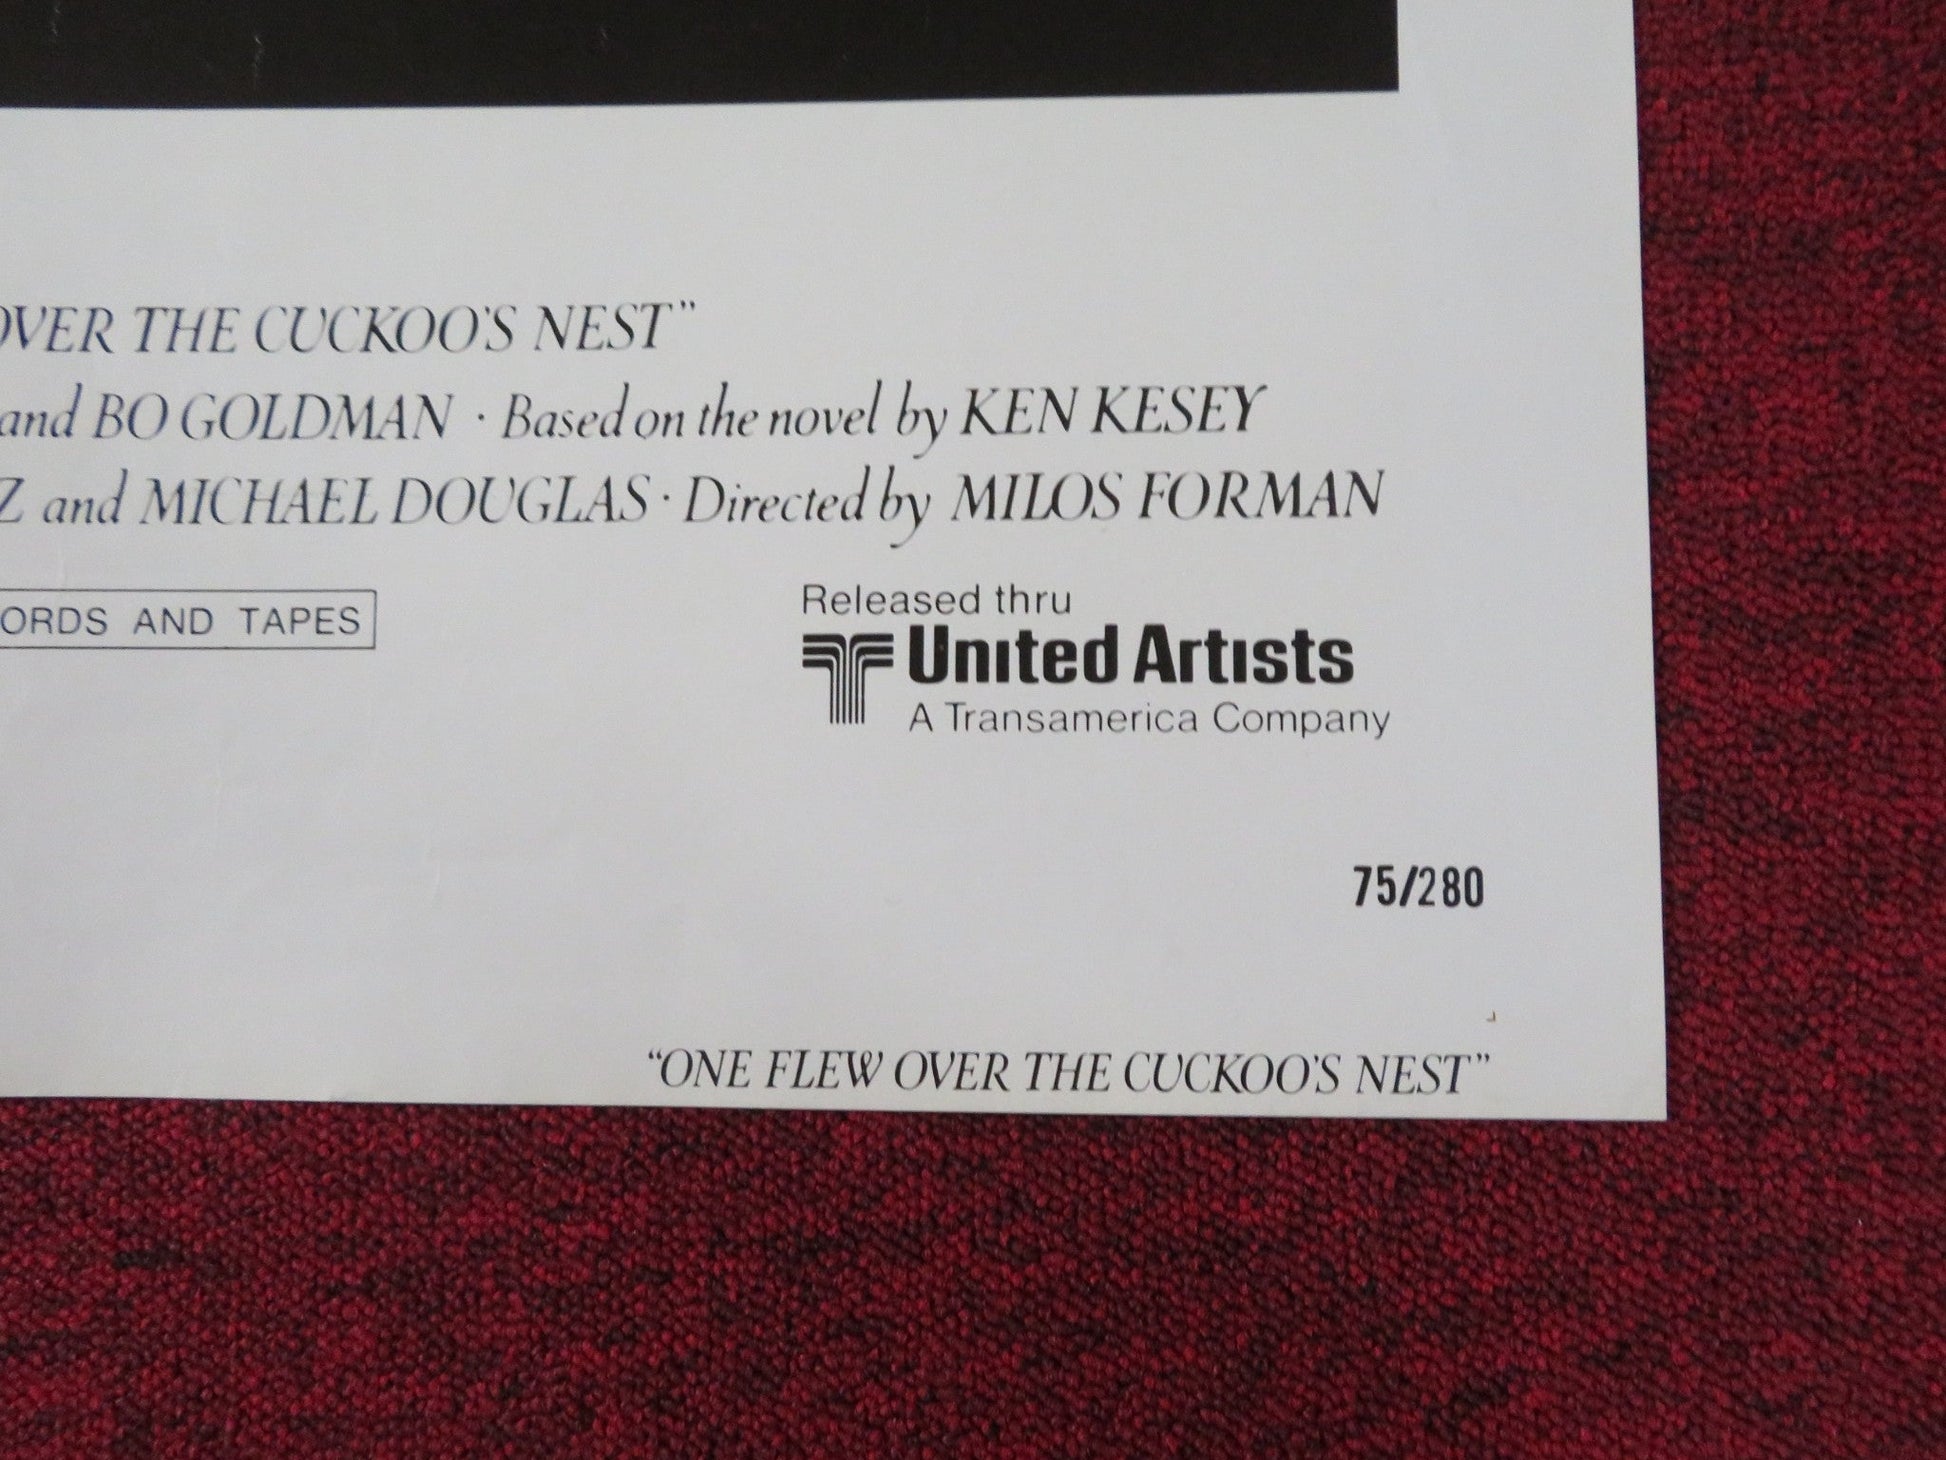 OVER THE CUCKOO'S NEST”
and BO GOLDMAN · Based on the novel by KEN KESEY
Z and MICHAEL DOUGLAS · Directed by MILOS FORMAN
ORDS AND TAPES
Released thru
United Artists
A Transamerica Company
75/280
“ONE FLEW OVER THE CUCKOO'S NEST”